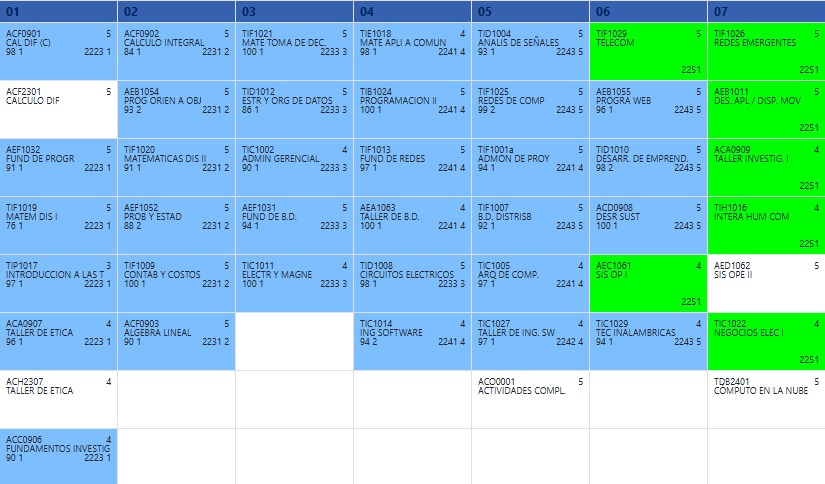 01 02 03 04 05 06 07
ACF0901 5 ACF0902 5 TIF1021 5 TIE1018 4 TID1004 5 TIF1029 5 TIF1026 5
CAL DIF (C) CALCULO INTEGRAL MATE TOMA DE DEC. MATE APLI A COMUN ANALIS DE SEÑALES TELECOM REDES EMERGENTES
98 1 2223 1 84 1 2231 2 100 1 2233 3 98 1 2241 4 93 1 2243 5
2251 2251
ACF2301 5 AEB1054 5 TID1012 5 TIB1024 5 TIF1025 5 AEB1055 5 AEB1011 5
CALCULO DIF PROG ORIEN A OBJ ESTR Y ORG DE DATOS PROGRAMACION II REDES DE COMP PROGRA WEB DES. APL / DISP. MOV
93 2 2231 2 86 1 2233 3 100 1 2241 4 99 2 2243 5 96 1 2243 5
2251
AEF1032 5 TIF1020 5 TIC1002 4 TIF1013 5 TIF1001a 5 TID1010 5 ACA0909 4
FUND DE PROGR MATEMATICAS DIS II ADMIN GERENCIAL FUND DE REDES ADMON DE PROY DESARR. DE EMPREND. TALLER INVESTIG. I
91 1 2223 1 91 1 2231 2 90 1 2233 3 97 1 2241 4 94 1 2241 5 98 2 2243 5
2251
TIF1019 5 AEF1052 5 AEF1031 5 AEA1063 4 TIF1007 5 ACD0908 5 TIH1016 4
MATEM DIS I PROB Y ESTAD FUND DE B.D. TALLER DE B.D. B.D. DISTRISB DESR SUST INTERA HUM COM
76 1 2223 1 88 2 2231 2 94 1 2233 3 100 1 2241 4 92 1 2243 5 100 1 2243 5
2251
TIP1017 3 TIF1009 5 TIC1011 4 TID1008 5 TIC1005 4 AEC1061 4 AED1062 5
INTRODUCCION A LAS T CONTAB Y COSTOS ELECTR Y MAGNE CIRCUITOS ELECTRICOS ARQ DE COMP. SIS OP I SIS OPE II
97 1 2223 1 100 1 2231 2 100 1 2233 3 98 1 2233 3 97 1 2241 4
2251
ACA0907 4 ACF0903 5 TIC1014 4 TIC1027 4 TIC1029 4 TIC1022 4
TALLER DE ETICA ALGEBRA LINEAL ING SOFTWARE TALLER DE ING. SW TEC INALAMBRICAS NEGOCIOS ELEC I
96 1 2223 1 90 1 2231 2 94 2 2241 4 97 1 2242 4 94 1 2243 5
2251
ACH2307 4 ACO0001 5 TDB2401 5
TALLER DE ETICA ACTIVIDADES COMPL. COMPUTO EN LA NUBE
ACC0906 4
FUNDAMENTOS INVESTIG
90 1 2223 1